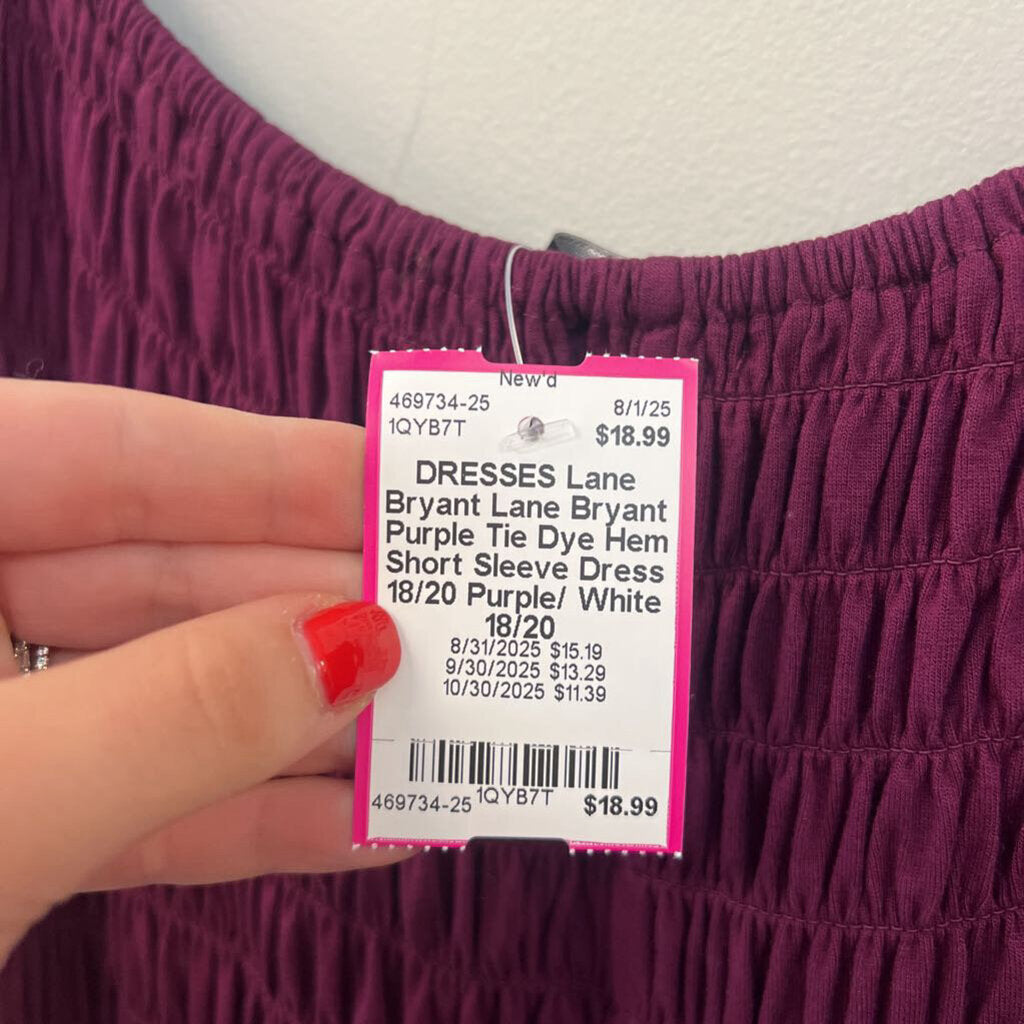 New'd
469734-25 8/1/25
1QYB7T $18.99
DRESSES Lane
Bryant Lane Bryant
Purple Tie Dye Hem
Short Sleeve Dress
18/20 Purple/ White
18/20
8/31/2025 $15.19
9/30/2025 $13.29
10/30/2025 $11.39
469734-25 1QYB7T $18.99